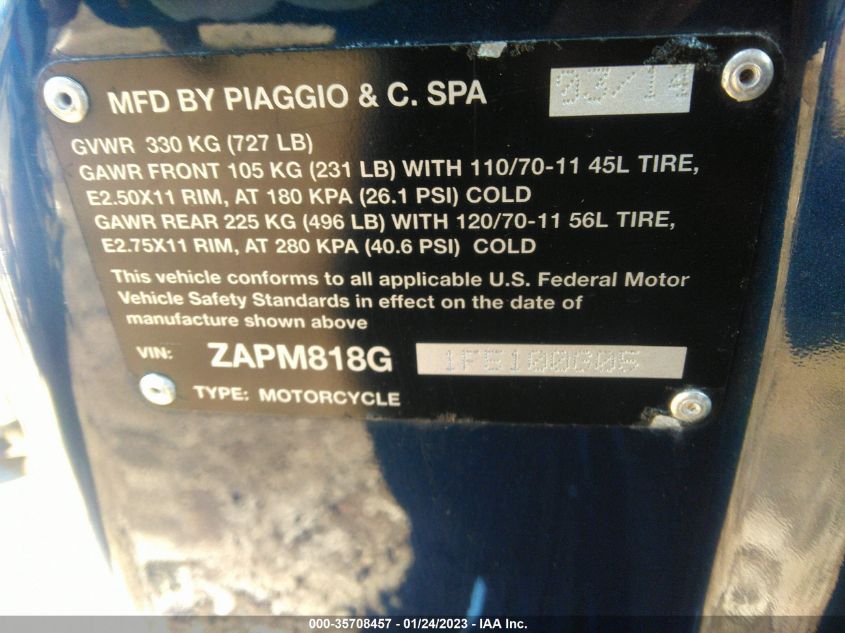 MFD BY PIAGGIO & C. SPA 03/14
GVWR 330 KG (727 LB)
GAWR FRONT 105 KG (231 LB) WITH 110/70-11 45L TIRE,
E2.50X11 RIM, AT 180 KPA (26.1 PSI) COLD
GAWR REAR 225 KG (496 LB) WITH 120/70-11 56L TIRE,
E2.75X11 RIM, AT 280 KPA (40.6 PSI) COLD
This vehicle conforms to all applicable U.S. Federal Motor
Vehicle Safety Standards in effect on the date of
manufacture shown above
VIN: ZAPM818G
TYPE: MOTORCYCLE
000-35708457 - 01/24/2023 - IAA Inc.